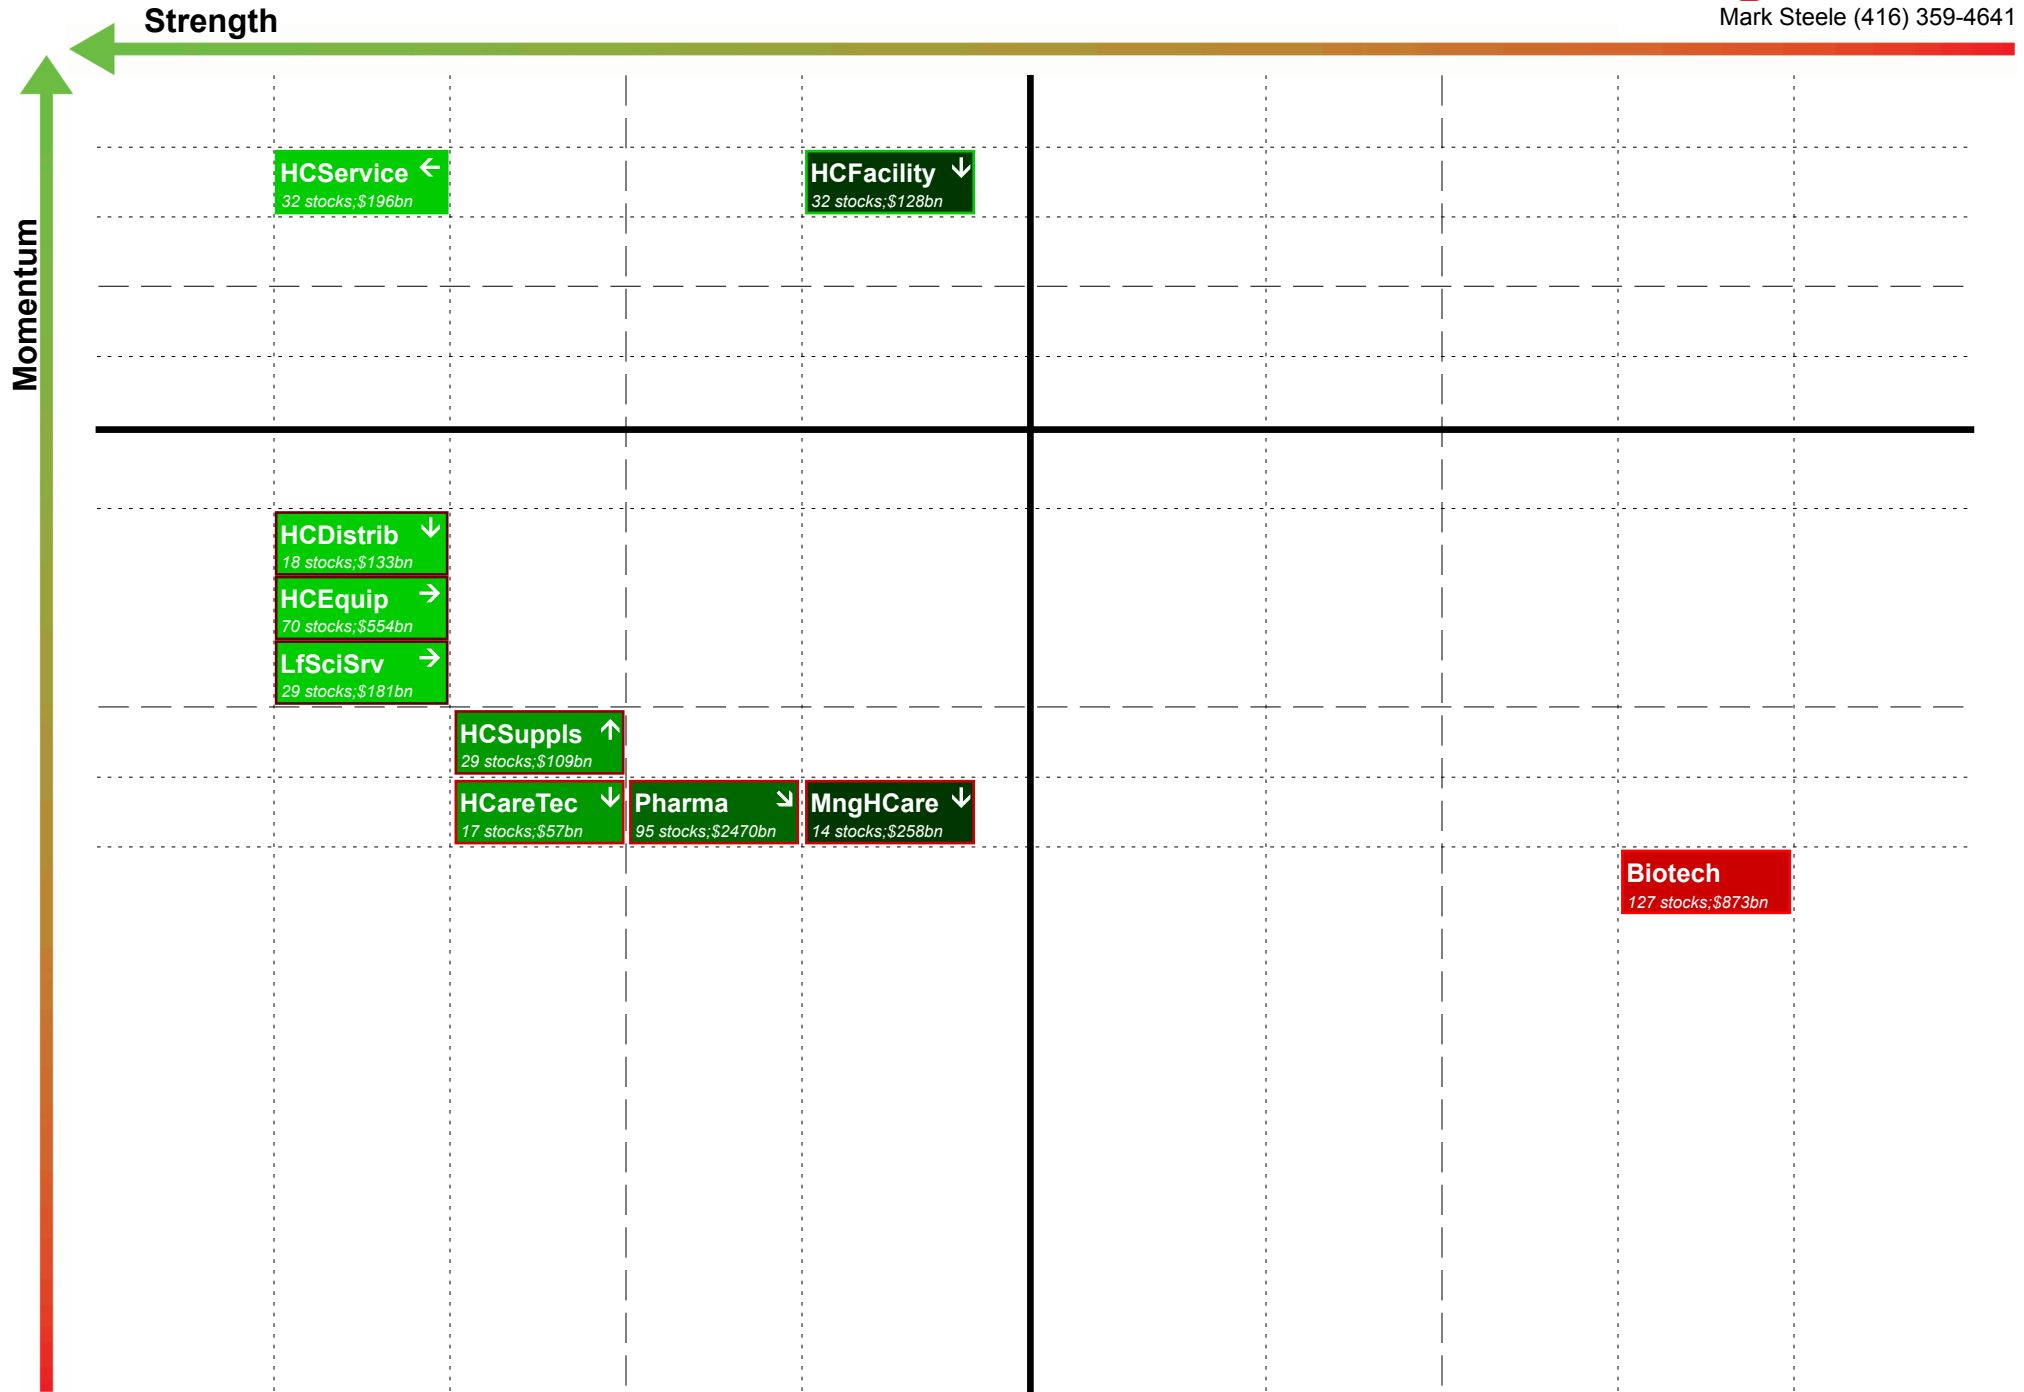 Strength
Mark Steele (416) 359-4641
Momentum
HCService ←
32 stocks;$196bn
HCFacility ↓
32 stocks;$128bn
HCDistrib ↓
18 stocks;$133bn
HCEquip →
70 stocks;$554bn
LfSciSrv →
29 stocks;$181bn
HCSuppls ↑
29 stocks;$109bn
HCareTec ↓
17 stocks;$57bn
Pharma ↘
95 stocks;$2470bn
MngHCare ↓
14 stocks;$258bn
Biotech
127 stocks;$873bn